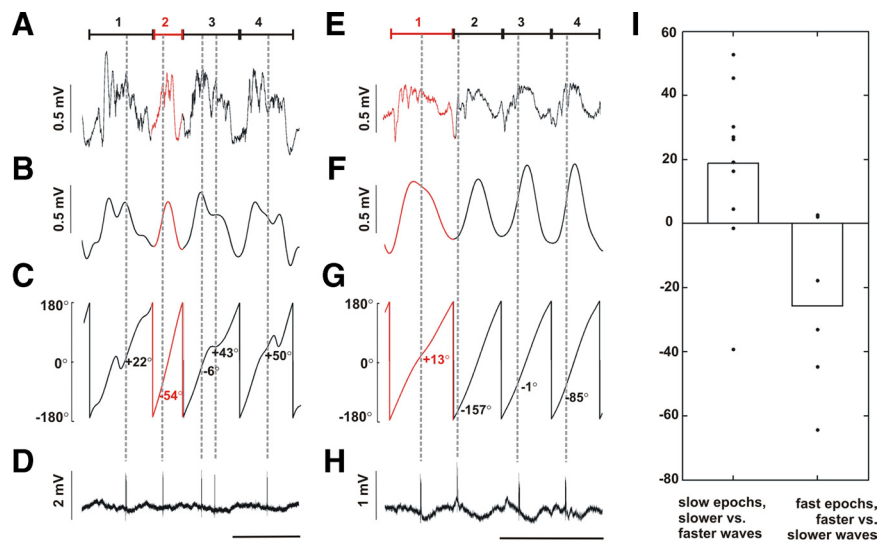 A
1
2
3
4
0.5 mV
B
0.5 mV
C
180°
0°
-180°
+22°
-54°
-6°
+43°
+50°
D
2 mV
E
1
2
3
4
0.5 mV
F
0.5 mV
G
180°
0°
-180°
+13°
-157°
-1°
-85°
H
1 mV
I
60
40
20
0
-20
-40
-60
-80
slow epochs,
slower vs.
faster waves
fast epochs,
faster vs.
slower waves